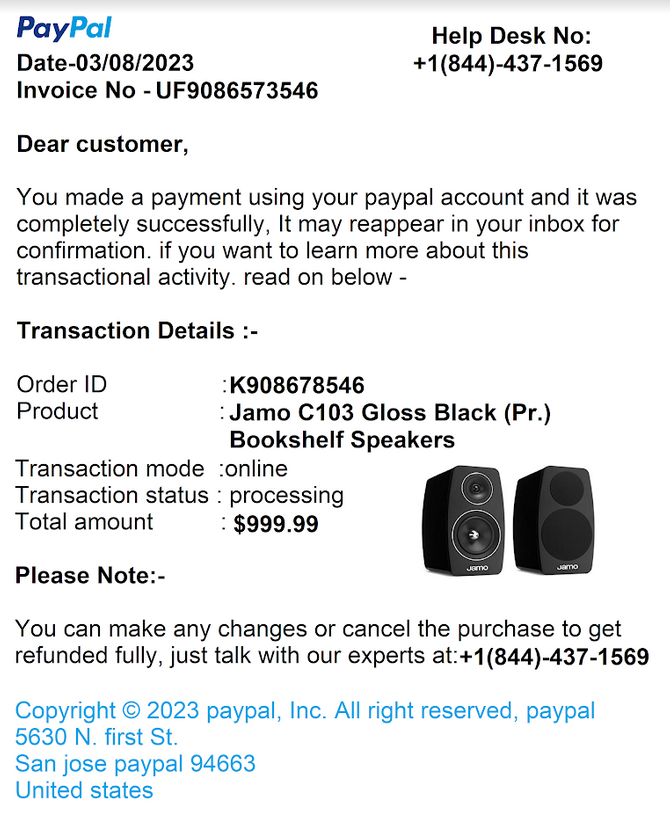 PayPal
Help Desk No:
Date-03/08/2023
+1(844)-437-1569
Invoice No - UF9086573546
Dear customer,
You made a payment using your paypal account and it was
completely successfully, It may reappear in your inbox for
confirmation. if you want to learn more about this
transactional activity. read on below -
Transaction Details :-
Order ID :K908678546
Product : Jamo C103 Gloss Black (Pr.)
Bookshelf Speakers
Transaction mode :online
Transaction status : processing
Total amount : $999.99
JAMO JAMO
Please Note:-
You can make any changes or cancel the purchase to get
refunded fully, just talk with our experts at:+1(844)-437-1569
Copyright © 2023 paypal, Inc. All right reserved, paypal
5630 N. first St.
San jose paypal 94663
United states